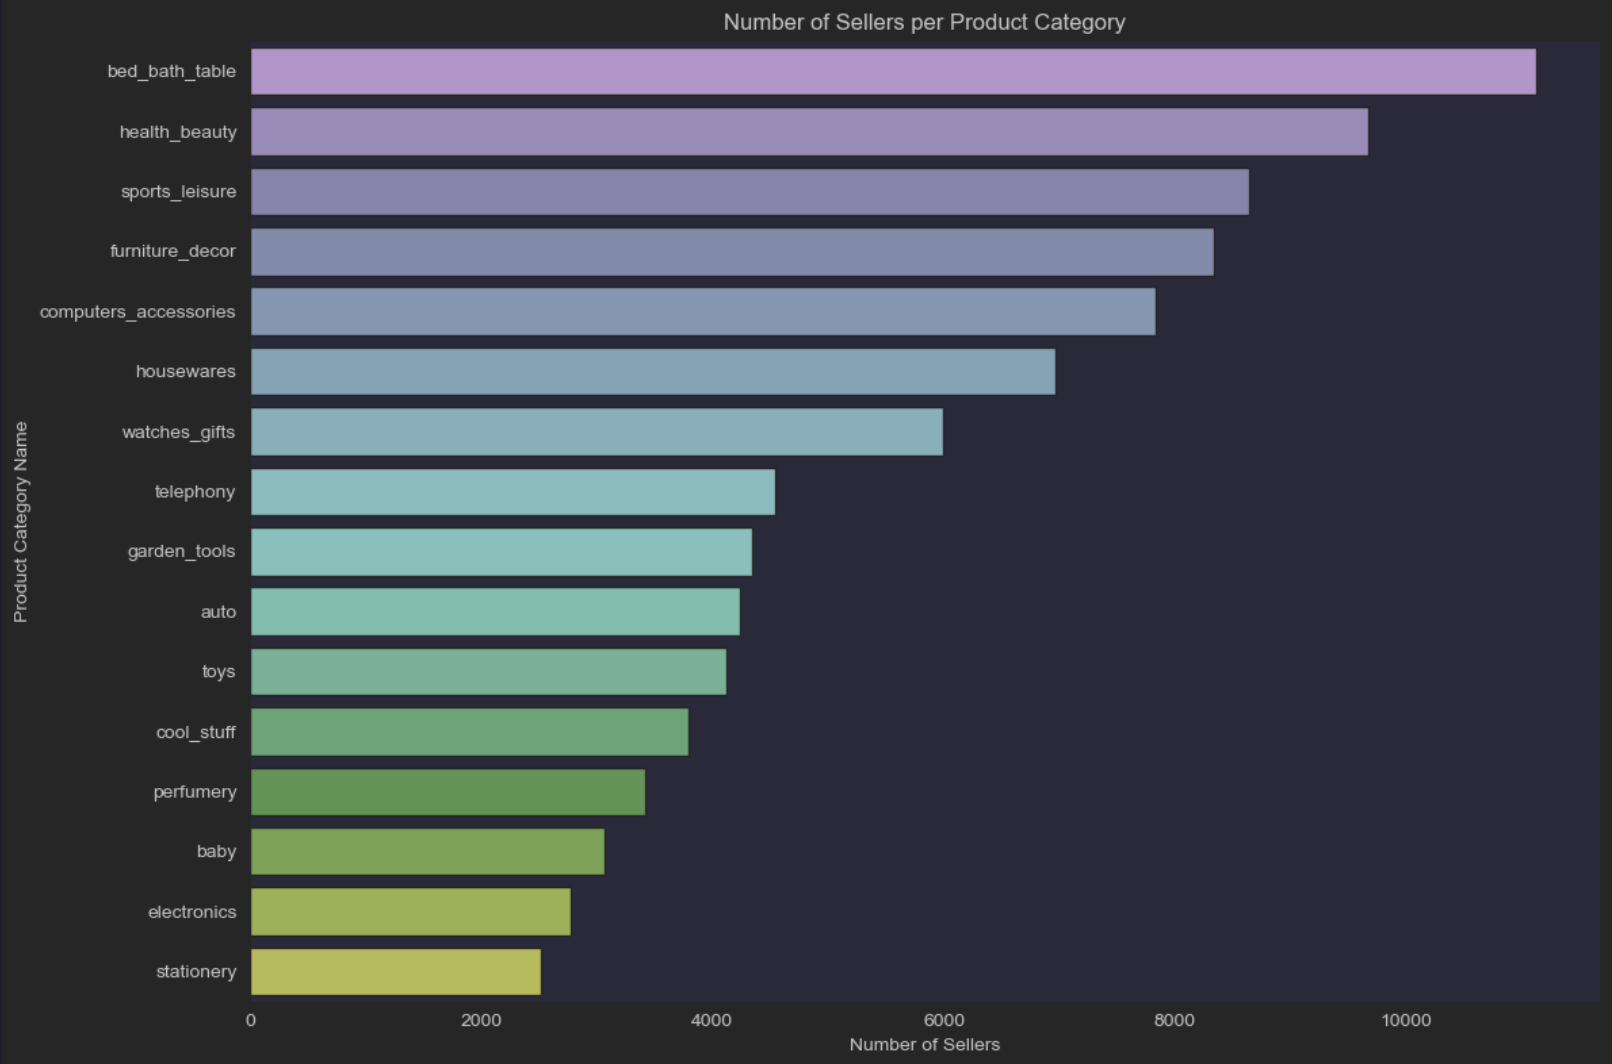 Number of Sellers per Product Category
Product Category Name
bed_bath_table
health_beauty
sports_leisure
furniture_decor
computers_accessories
housewares
watches_gifts
telephony
garden_tools
auto
toys
cool_stuff
perfumery
baby
electronics
stationery
0 2000 4000 6000 8000 10000
Number of Sellers